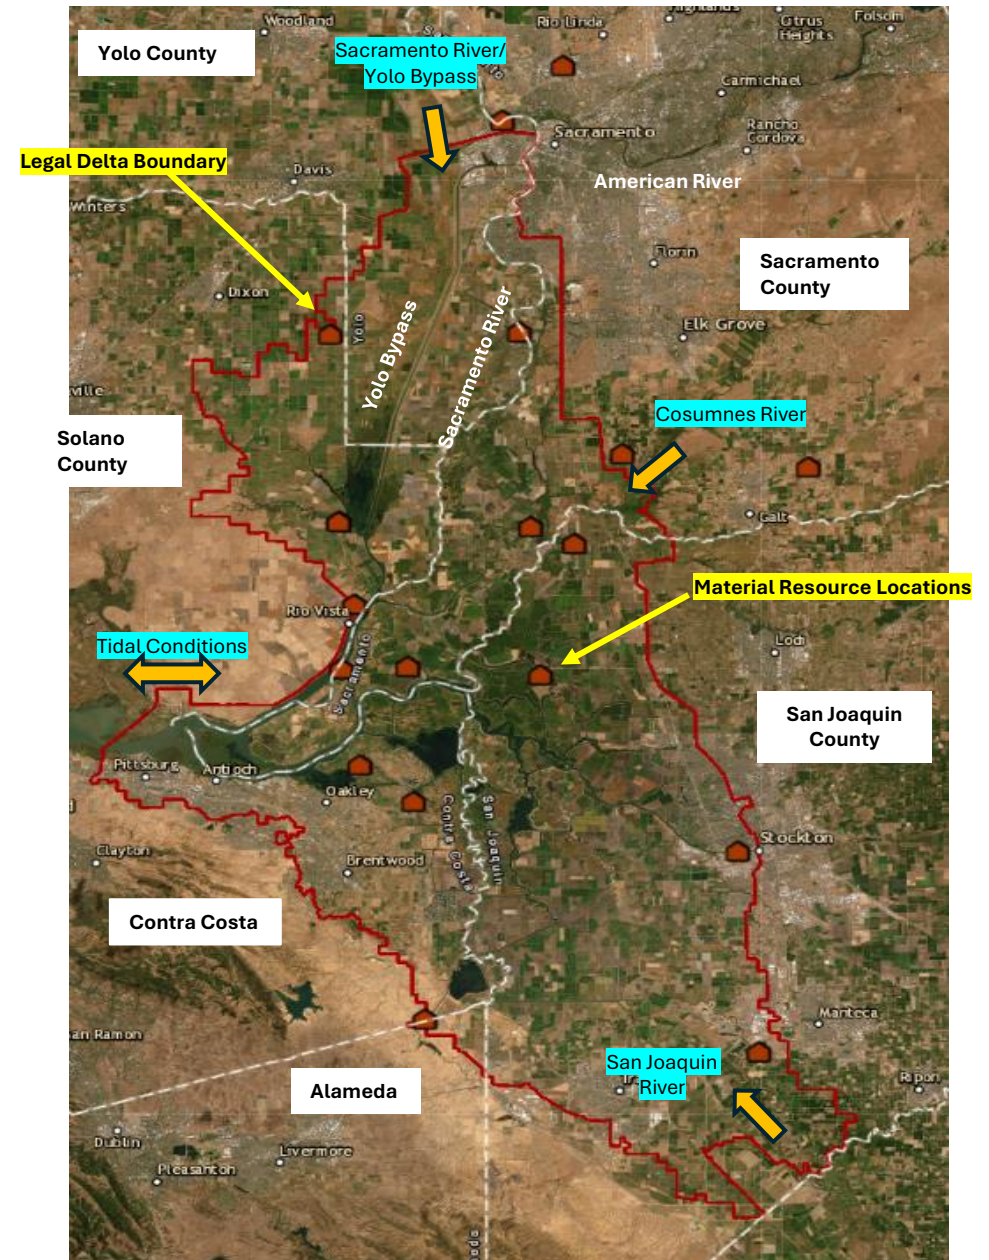 Woodland
Rio Linda
Citrus
Heights
Folsom
Yolo County
Sacramento River/
Yolo Bypass
Carmichael
Rancho
Cordova
Sacramento
Legal Delta Boundary
Davis
American River
Winters
Florin
Sacramento
County
Dixon
Yolo
Yolo Bypass
Sacramento River
Elk Grove
ville
Cosumnes River
Solano
County
Galt
Material Resource Locations
Rio Vista
Sacramento
Tidal Conditions
Lodi
San Joaquin
County
Pittsburg
Antioch
Oakley
Contra Costa
San Joaquin
Stockton
Clayton
Brentwood
Contra Costa
Manteca
an Ramon
San Joaquin
River
Ripon
Alameda
Dublin
Livermore
Pleasanton